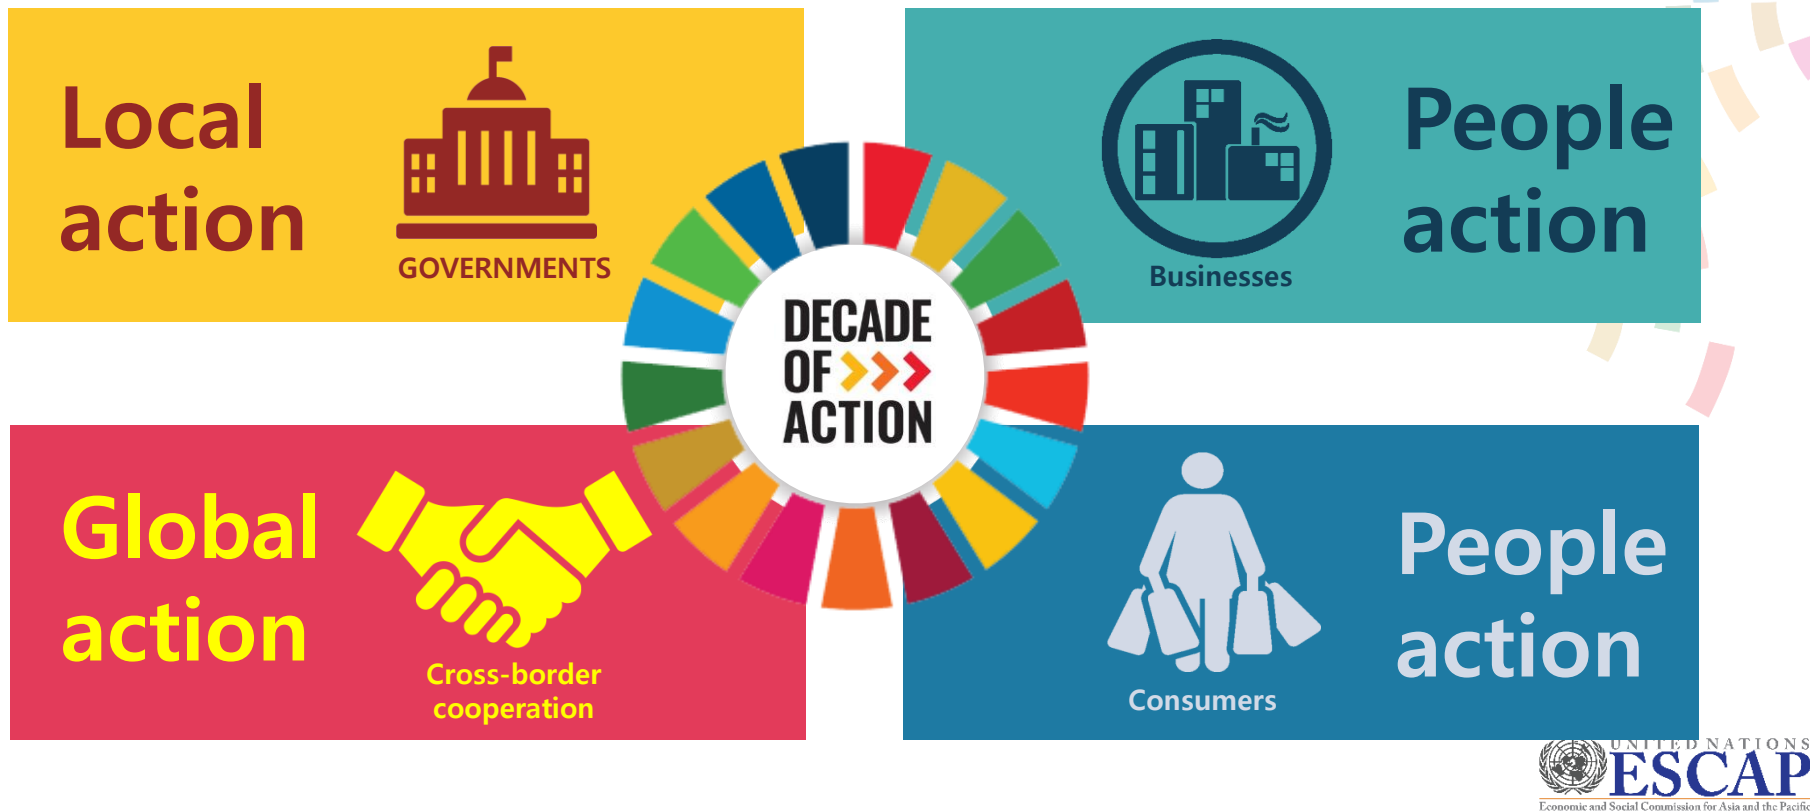 Local
action
GOVERNMENTS
People
action
Businesses
DECADE
OF
ACTION
Global
action
Cross-border
cooperation
People
action
Consumers
UNITED NATIONS
ESCAP
Economic and Social Commission for Asia and the Pacific